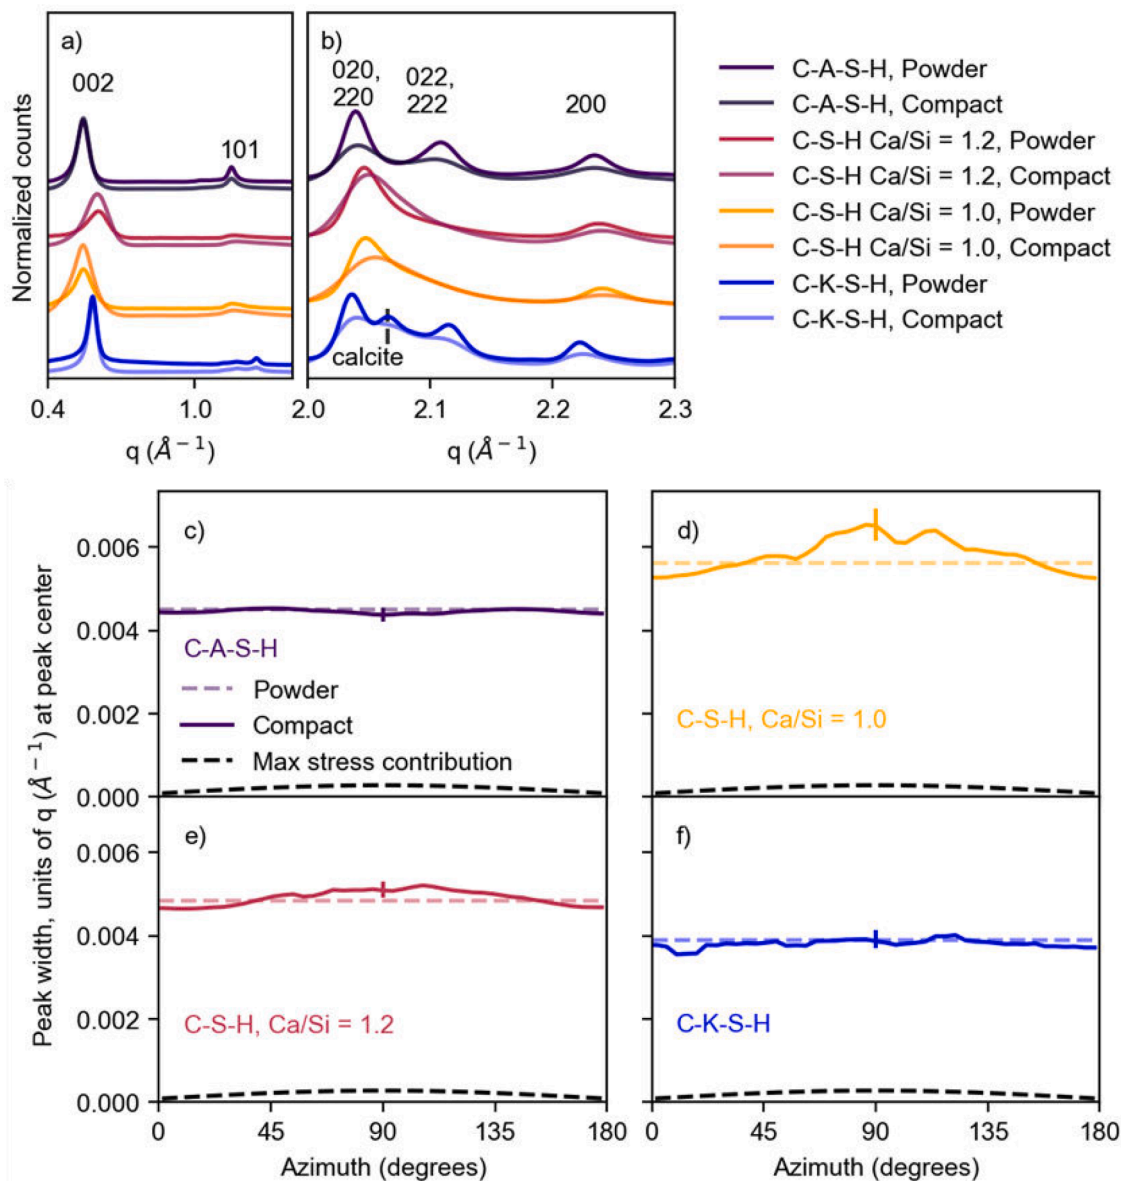 a)
002
101
Normalized counts
0.4
1.0
q (Å⁻¹)
b)
020,
220
022,
222
200
calcite
2.0
2.1
2.2
2.3
q (Å⁻¹)
C-A-S-H, Powder
C-A-S-H, Compact
C-S-H Ca/Si = 1.2, Powder
C-S-H Ca/Si = 1.2, Compact
C-S-H Ca/Si = 1.0, Powder
C-S-H Ca/Si = 1.0, Compact
C-K-S-H, Powder
C-K-S-H, Compact
Peak width, units of q (Å⁻¹) at peak center
c)
0.006
0.004
0.002
0.000
C-A-S-H
Powder
Compact
Max stress contribution
d)
C-S-H, Ca/Si = 1.0
e)
0.006
0.004
0.002
0.000
C-S-H, Ca/Si = 1.2
0
45
90
135
180
Azimuth (degrees)
f)
C-K-S-H
0
45
90
135
180
Azimuth (degrees)